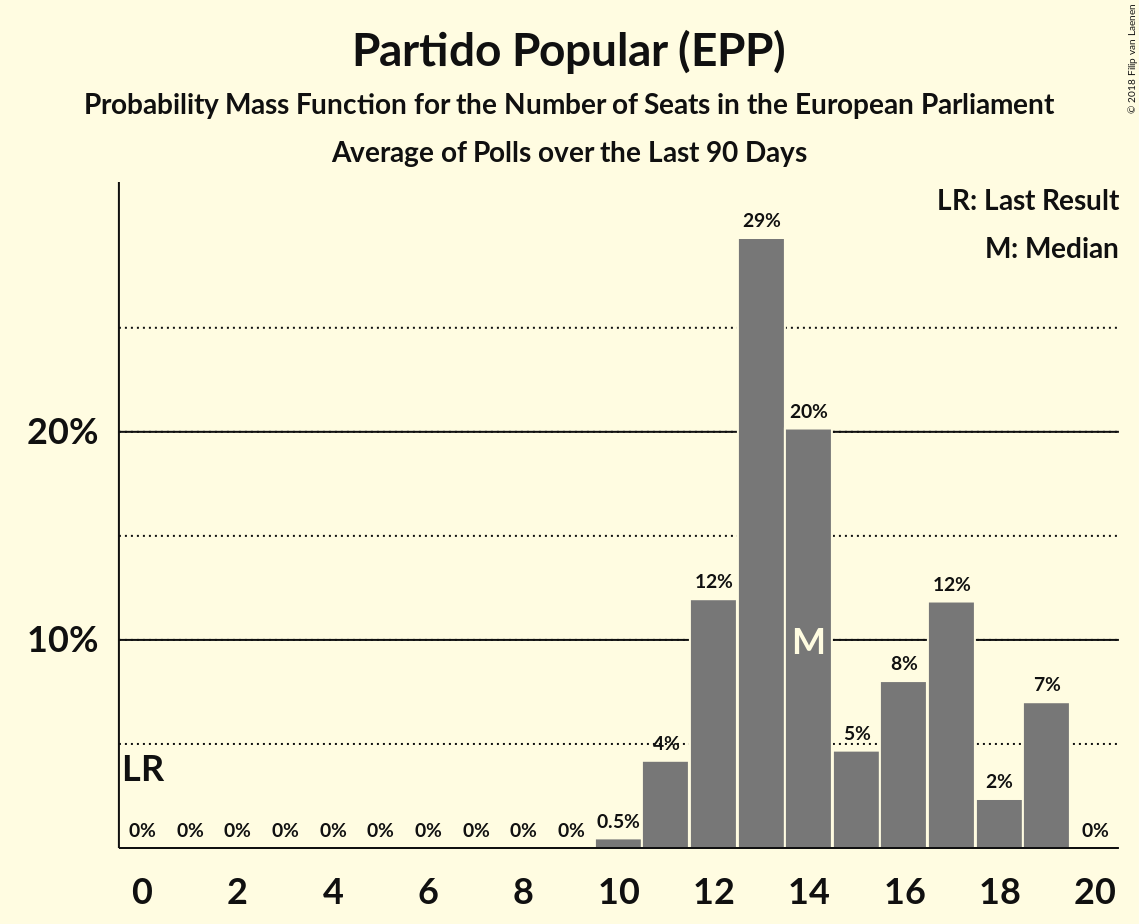 Partido Popular (EPP)
Probability Mass Function for the Number of Seats in the European Parliament
Average of Polls over the Last 90 Days
© 2018 Filip van Laenen
LR: Last Result
M: Median
20%
10%
LR
0% 0% 0% 0% 0% 0% 0% 0% 0% 0% 0.5% 4% 12% 29% 20% 5% 8% 12% 2% 7% 0%
M
0 2 4 6 8 10 12 14 16 18 20